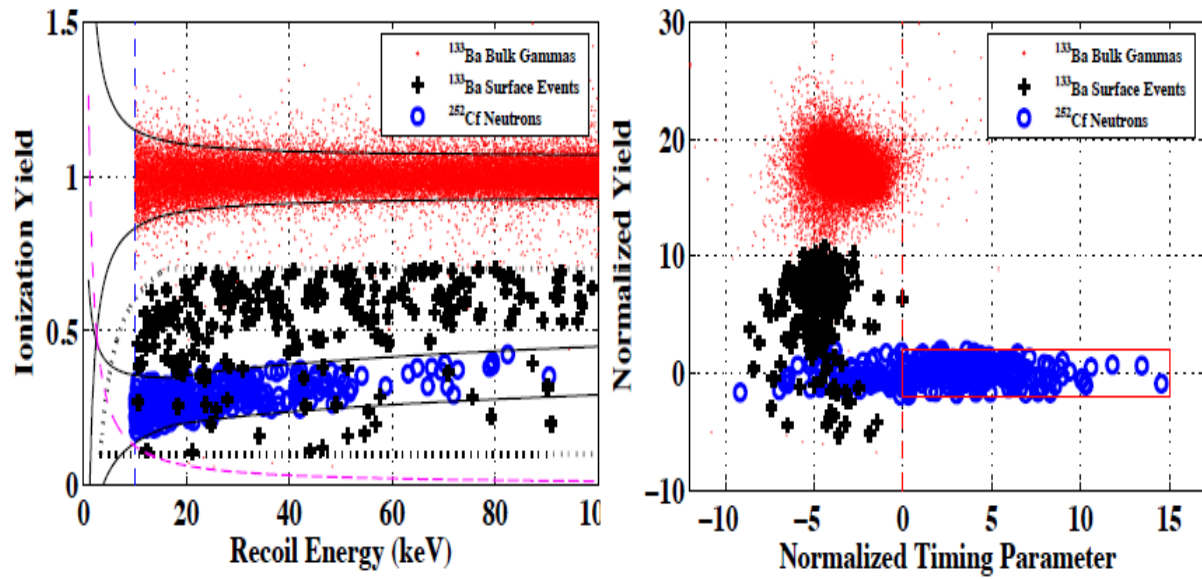 1.5
1
0.5
0
0
20
40
60
80
10
Ionization Yield
Recoil Energy (keV)
133Ba Bulk Gammas
133Ba Surface Events
252Cf Neutrons
30
20
10
0
−10
−10
−5
0
5
10
15
Normalized Yield
Normalized Timing Parameter
133Ba Bulk Gammas
133Ba Surface Events
252Cf Neutrons